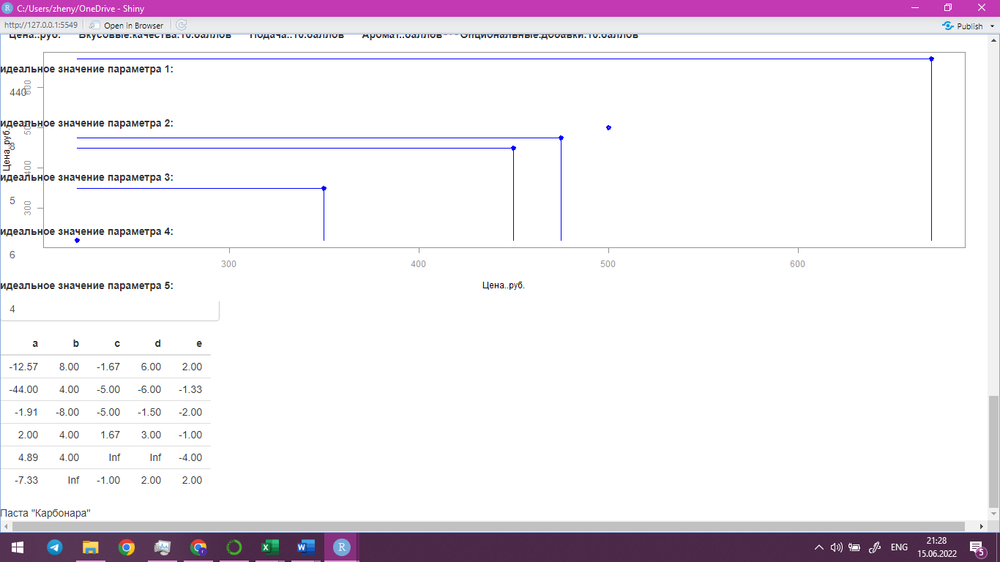 C:/Users/zheny/OneDrive - Shiny
http://127.0.0.1:5549 Open in Browser Publish
Цена..руб. Вкусовые.качества.10.баллов Подача..10.баллов Аромат..баллов Опциональные.добавки.10.баллов
идеальное значение параметра 1:
440
600
идеальное значение параметра 2:
500
8
Цена..руб.
400
идеальное значение параметра 3:
5
300
идеальное значение параметра 4:
6
300 400 500 600
идеальное значение параметра 5:
Цена..руб.
4
a b c d e
-12.57 8.00 -1.67 6.00 2.00
-44.00 4.00 -5.00 -6.00 -1.33
-1.91 -8.00 -5.00 -1.50 -2.00
2.00 4.00 1.67 3.00 -1.00
4.89 4.00 Inf Inf -4.00
-7.33 Inf -1.00 2.00 2.00
Паста "Карбонара"
ENG
21:28
15.06.2022
5